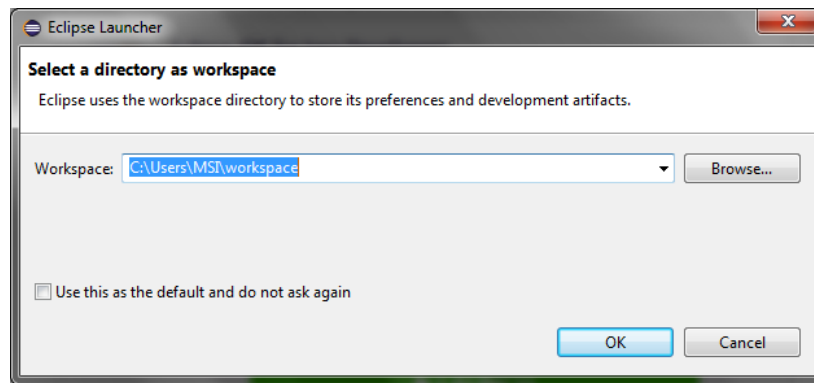 Eclipse Launcher
Select a directory as workspace
Eclipse uses the workspace directory to store its preferences and development artifacts.
Workspace: C:\Users\MSI\workspace Browse...
Use this as the default and do not ask again
OK Cancel